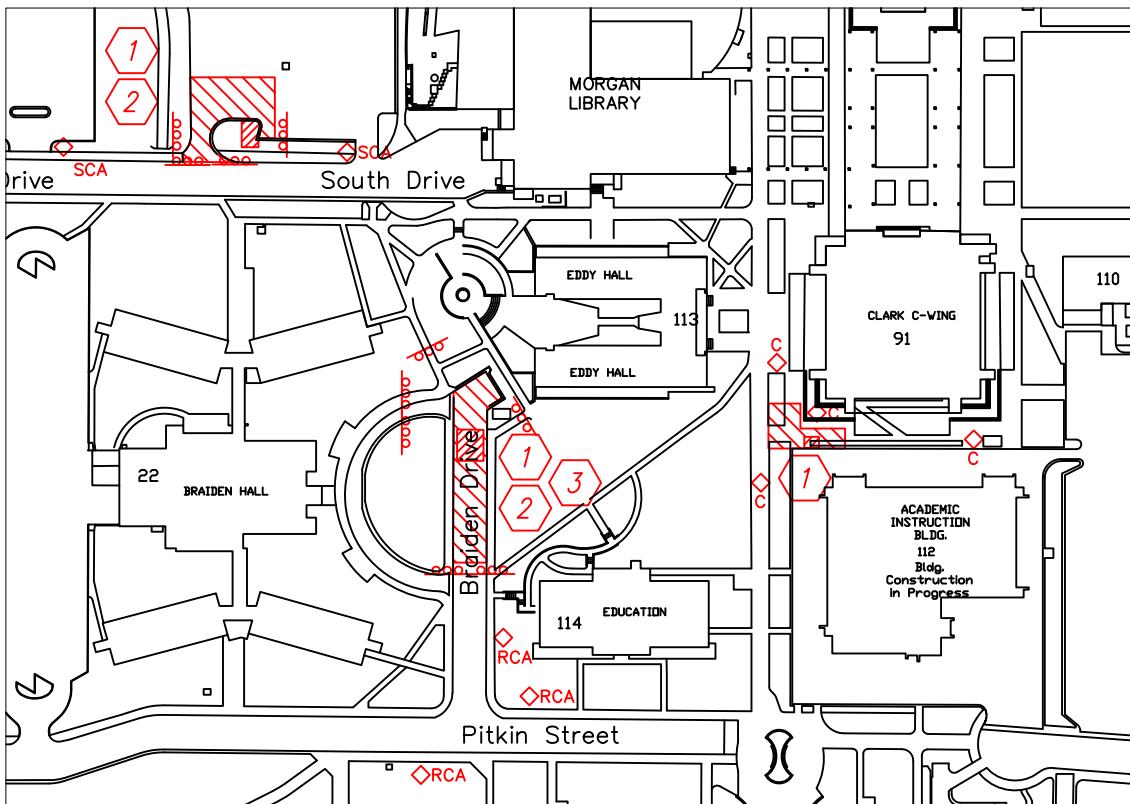 1
2
MORGAN
LIBRARY
SCA
SCA
Drive
South Drive
EDDY HALL
113
EDDY HALL
110
CLARK C-WING
91
C
C
C
C
22
BRAIDEN HALL
Braiden Drive
1
2
3
1
ACADEMIC
INSTRUCTION
BLDG.
112
Bldg.
Construction
in Progress
114
EDUCATION
RCA
RCA
Pitkin Street
RCA